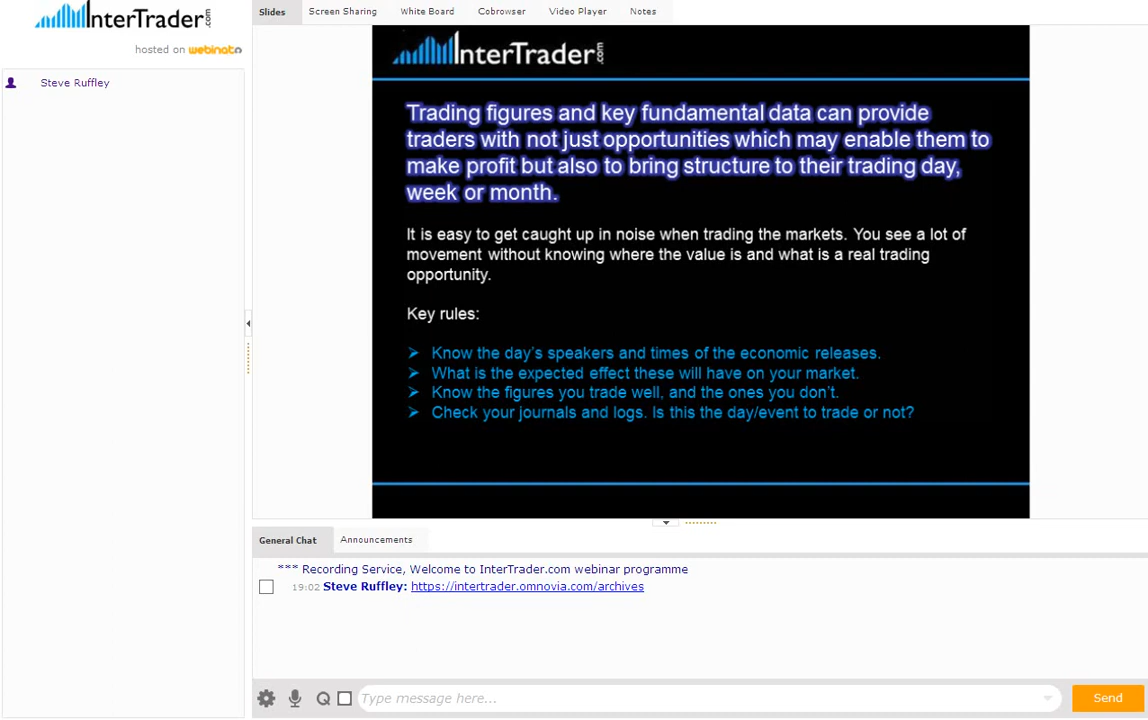 InterTrader.com
hosted on webinato
Steve Ruffley
Slides Screen Sharing White Board Cobrowser Video Player Notes
InterTrader.com
Trading figures and key fundamental data can provide
traders with not just opportunities which may enable them to
make profit but also to bring structure to their trading day,
week or month.
It is easy to get caught up in noise when trading the markets. You see a lot of
movement without knowing where the value is and what is a real trading
opportunity.
Key rules:
➢ Know the day's speakers and times of the economic releases.
➢ What is the expected effect these will have on your market.
➢ Know the figures you trade well, and the ones you don't.
➢ Check your journals and logs. Is this the day/event to trade or not?
General Chat Announcements
*** Recording Service, Welcome to InterTrader.com webinar programme
19:02 Steve Ruffley: https://intertrader.omnovia.com/archives
Q Type message here... Send